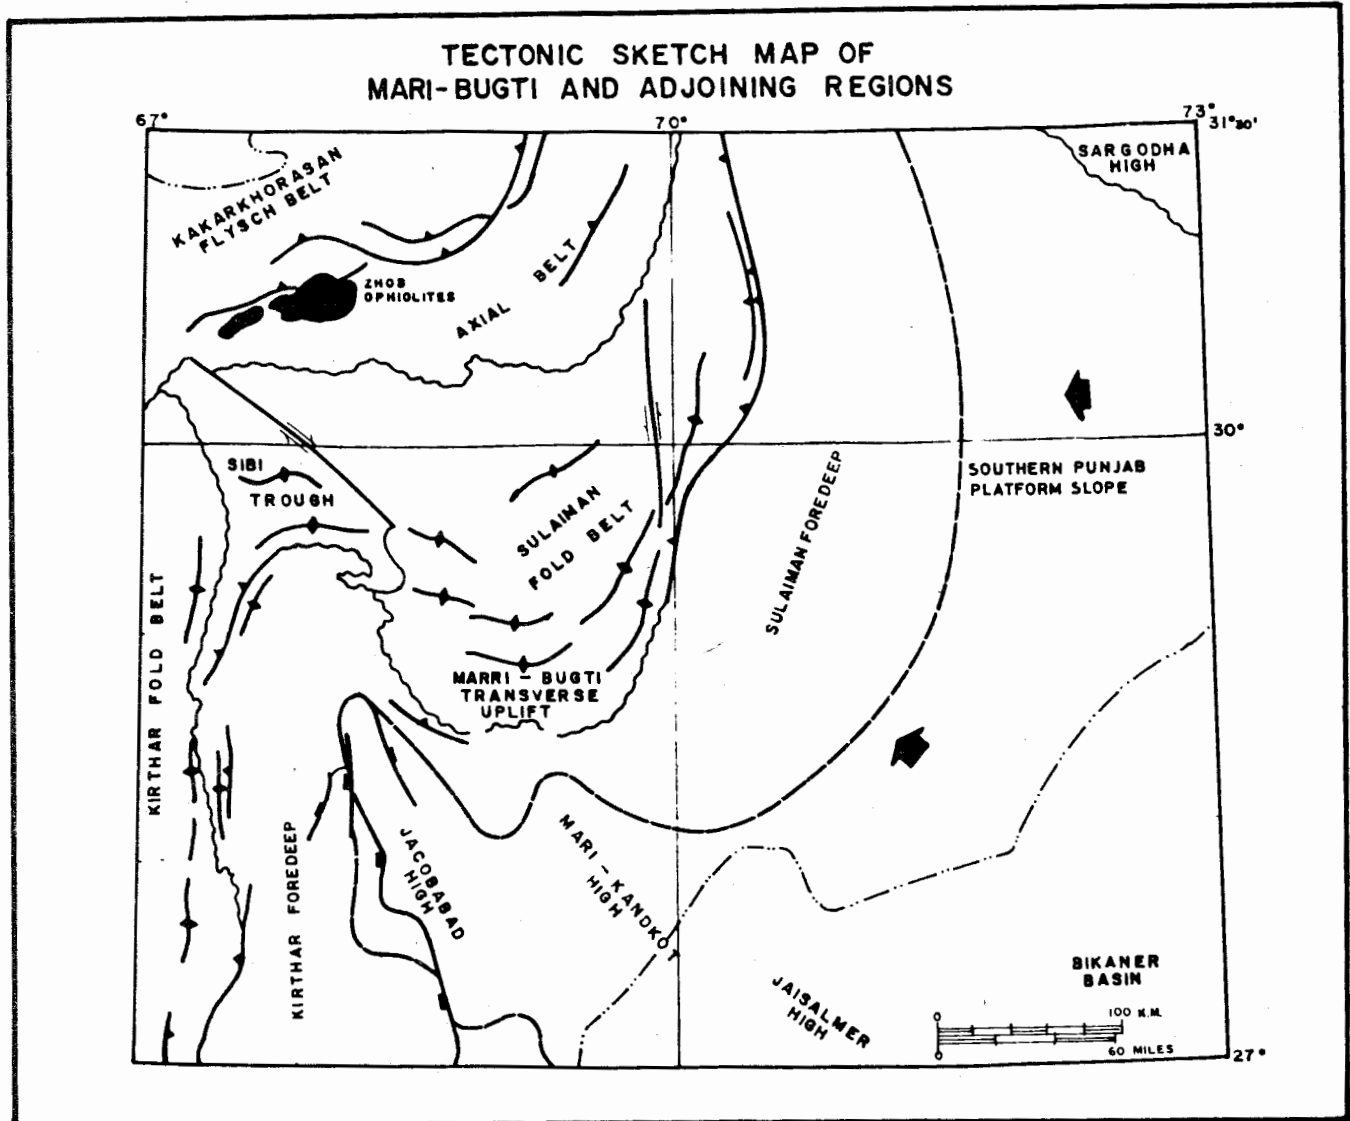 TECTONIC SKETCH MAP OF
MARI-BUGTI AND ADJOINING REGIONS
67°
70°
73°
31°30'
SARGODHA
HIGH
KAKARKHORASAN
FLYSCH BELT
ZHOB
OPHIOLITES
AXIAL BELT
30°
SIBI
TROUGH
SULAIMAN
FOLD BELT
SULAIMAN FOREDEEP
SOUTHERN PUNJAB
PLATFORM SLOPE
KIRTHAR FOLD BELT
MARRI - BUGTI
TRANSVERSE
UPLIFT
KIRTHAR FOREDEEP
JACOBABAD
HIGH
MARI - KANDKOT
HIGH
JAISALMER
HIGH
BIKANER
BASIN
0 100 K.M.
0 60 MILES
27°